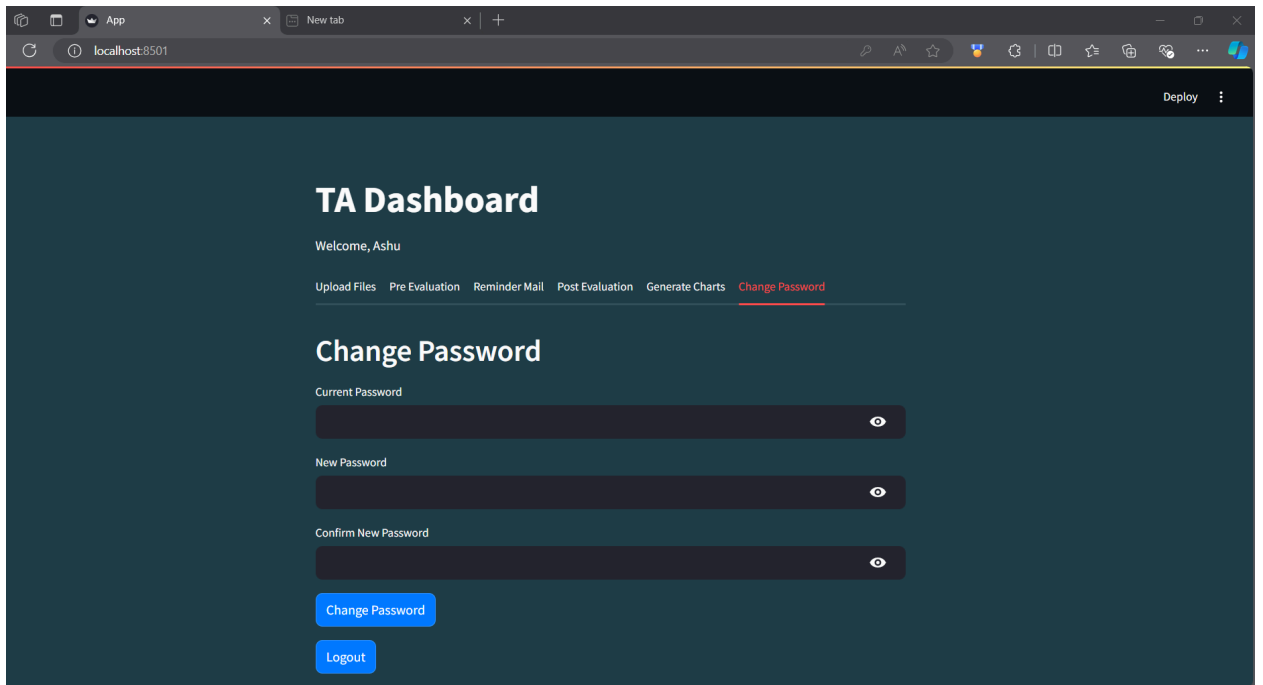 App
New tab
localhost:8501
Deploy
TA Dashboard
Welcome, Ashu
Upload Files Pre Evaluation Reminder Mail Post Evaluation Generate Charts Change Password
Change Password
Current Password
New Password
Confirm New Password
Change Password
Logout